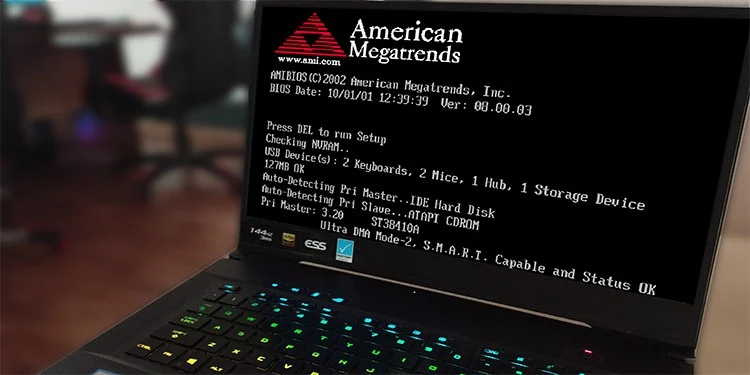 American
Megatrends
www.ami.com
AMIBIOS(C)2002 American Megatrends, Inc.
BIOS Date: 10/01/01 12:39:39 Ver: 08.00.03
Press DEL to run Setup
Checking NVRAM..
USB Device(s): 2 Keyboards, 2 Mice, 1 Hub, 1 Storage Device
127MB OK
Auto-Detecting Pri Master..IDE Hard Disk
Auto-Detecting Pri Slave...ATAPI CDROM
Pri Master: 3.20 ST38410A
Ultra DMA Mode-2, S.M.A.R.T. Capable and Status OK
144Hz
3ms
ESS